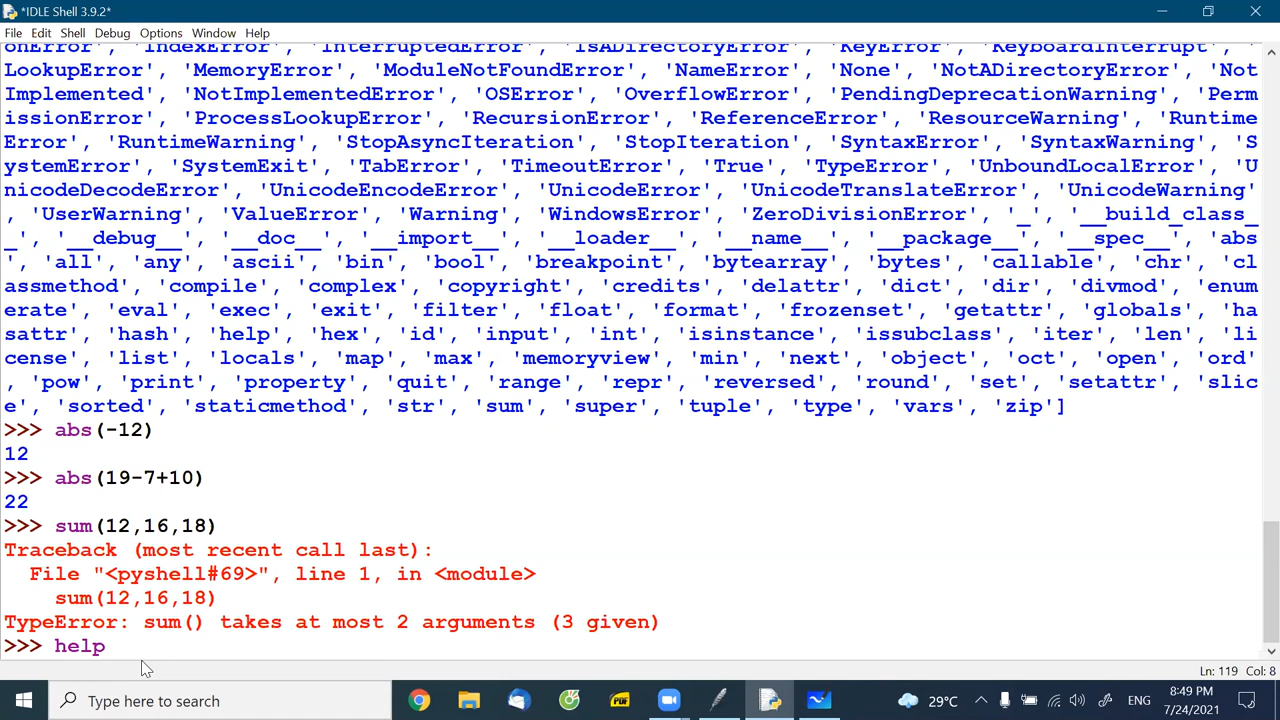 *IDLE Shell 3.9.2*
File Edit Shell Debug Options Window Help
onError', 'IndexError', 'InterruptedError', 'IsADirectoryError', 'KeyError', 'KeyboardInterrupt', '
LookupError', 'MemoryError', 'ModuleNotFoundError', 'NameError', 'None', 'NotADirectoryError', 'Not
Implemented', 'NotImplementedError', 'OSError', 'OverflowError', 'PendingDeprecationWarning', 'Perm
issionError', 'ProcessLookupError', 'RecursionError', 'ReferenceError', 'ResourceWarning', 'Runtime
Error', 'RuntimeWarning', 'StopAsyncIteration', 'StopIteration', 'SyntaxError', 'SyntaxWarning', 'S
ystemError', 'SystemExit', 'TabError', 'TimeoutError', 'True', 'TypeError', 'UnboundLocalError', 'U
nicodeDecodeError', 'UnicodeEncodeError', 'UnicodeError', 'UnicodeTranslateError', 'UnicodeWarning'
, 'UserWarning', 'ValueError', 'Warning', 'WindowsError', 'ZeroDivisionError', '_', '__build_class_
_', '__debug__', '__doc__', '__import__', '__loader__', '__name__', '__package__', '__spec__', 'abs
', 'all', 'any', 'ascii', 'bin', 'bool', 'breakpoint', 'bytearray', 'bytes', 'callable', 'chr', 'cl
assmethod', 'compile', 'complex', 'copyright', 'credits', 'delattr', 'dict', 'dir', 'divmod', 'enum
erate', 'eval', 'exec', 'exit', 'filter', 'float', 'format', 'frozenset', 'getattr', 'globals', 'ha
sattr', 'hash', 'help', 'hex', 'id', 'input', 'int', 'isinstance', 'issubclass', 'iter', 'len', 'li
cense', 'list', 'locals', 'map', 'max', 'memoryview', 'min', 'next', 'object', 'oct', 'open', 'ord'
, 'pow', 'print', 'property', 'quit', 'range', 'repr', 'reversed', 'round', 'set', 'setattr', 'slic
e', 'sorted', 'staticmethod', 'str', 'sum', 'super', 'tuple', 'type', 'vars', 'zip']
>>> abs(-12)
12
>>> abs(19-7+10)
22
>>> sum(12,16,18)
Traceback (most recent call last):
  File "<pyshell#69>", line 1, in <module>
    sum(12,16,18)
TypeError: sum() takes at most 2 arguments (3 given)
>>> help
Ln: 119 Col: 8
Type here to search
PDF
29°C
ENG
8:49 PM
7/24/2021